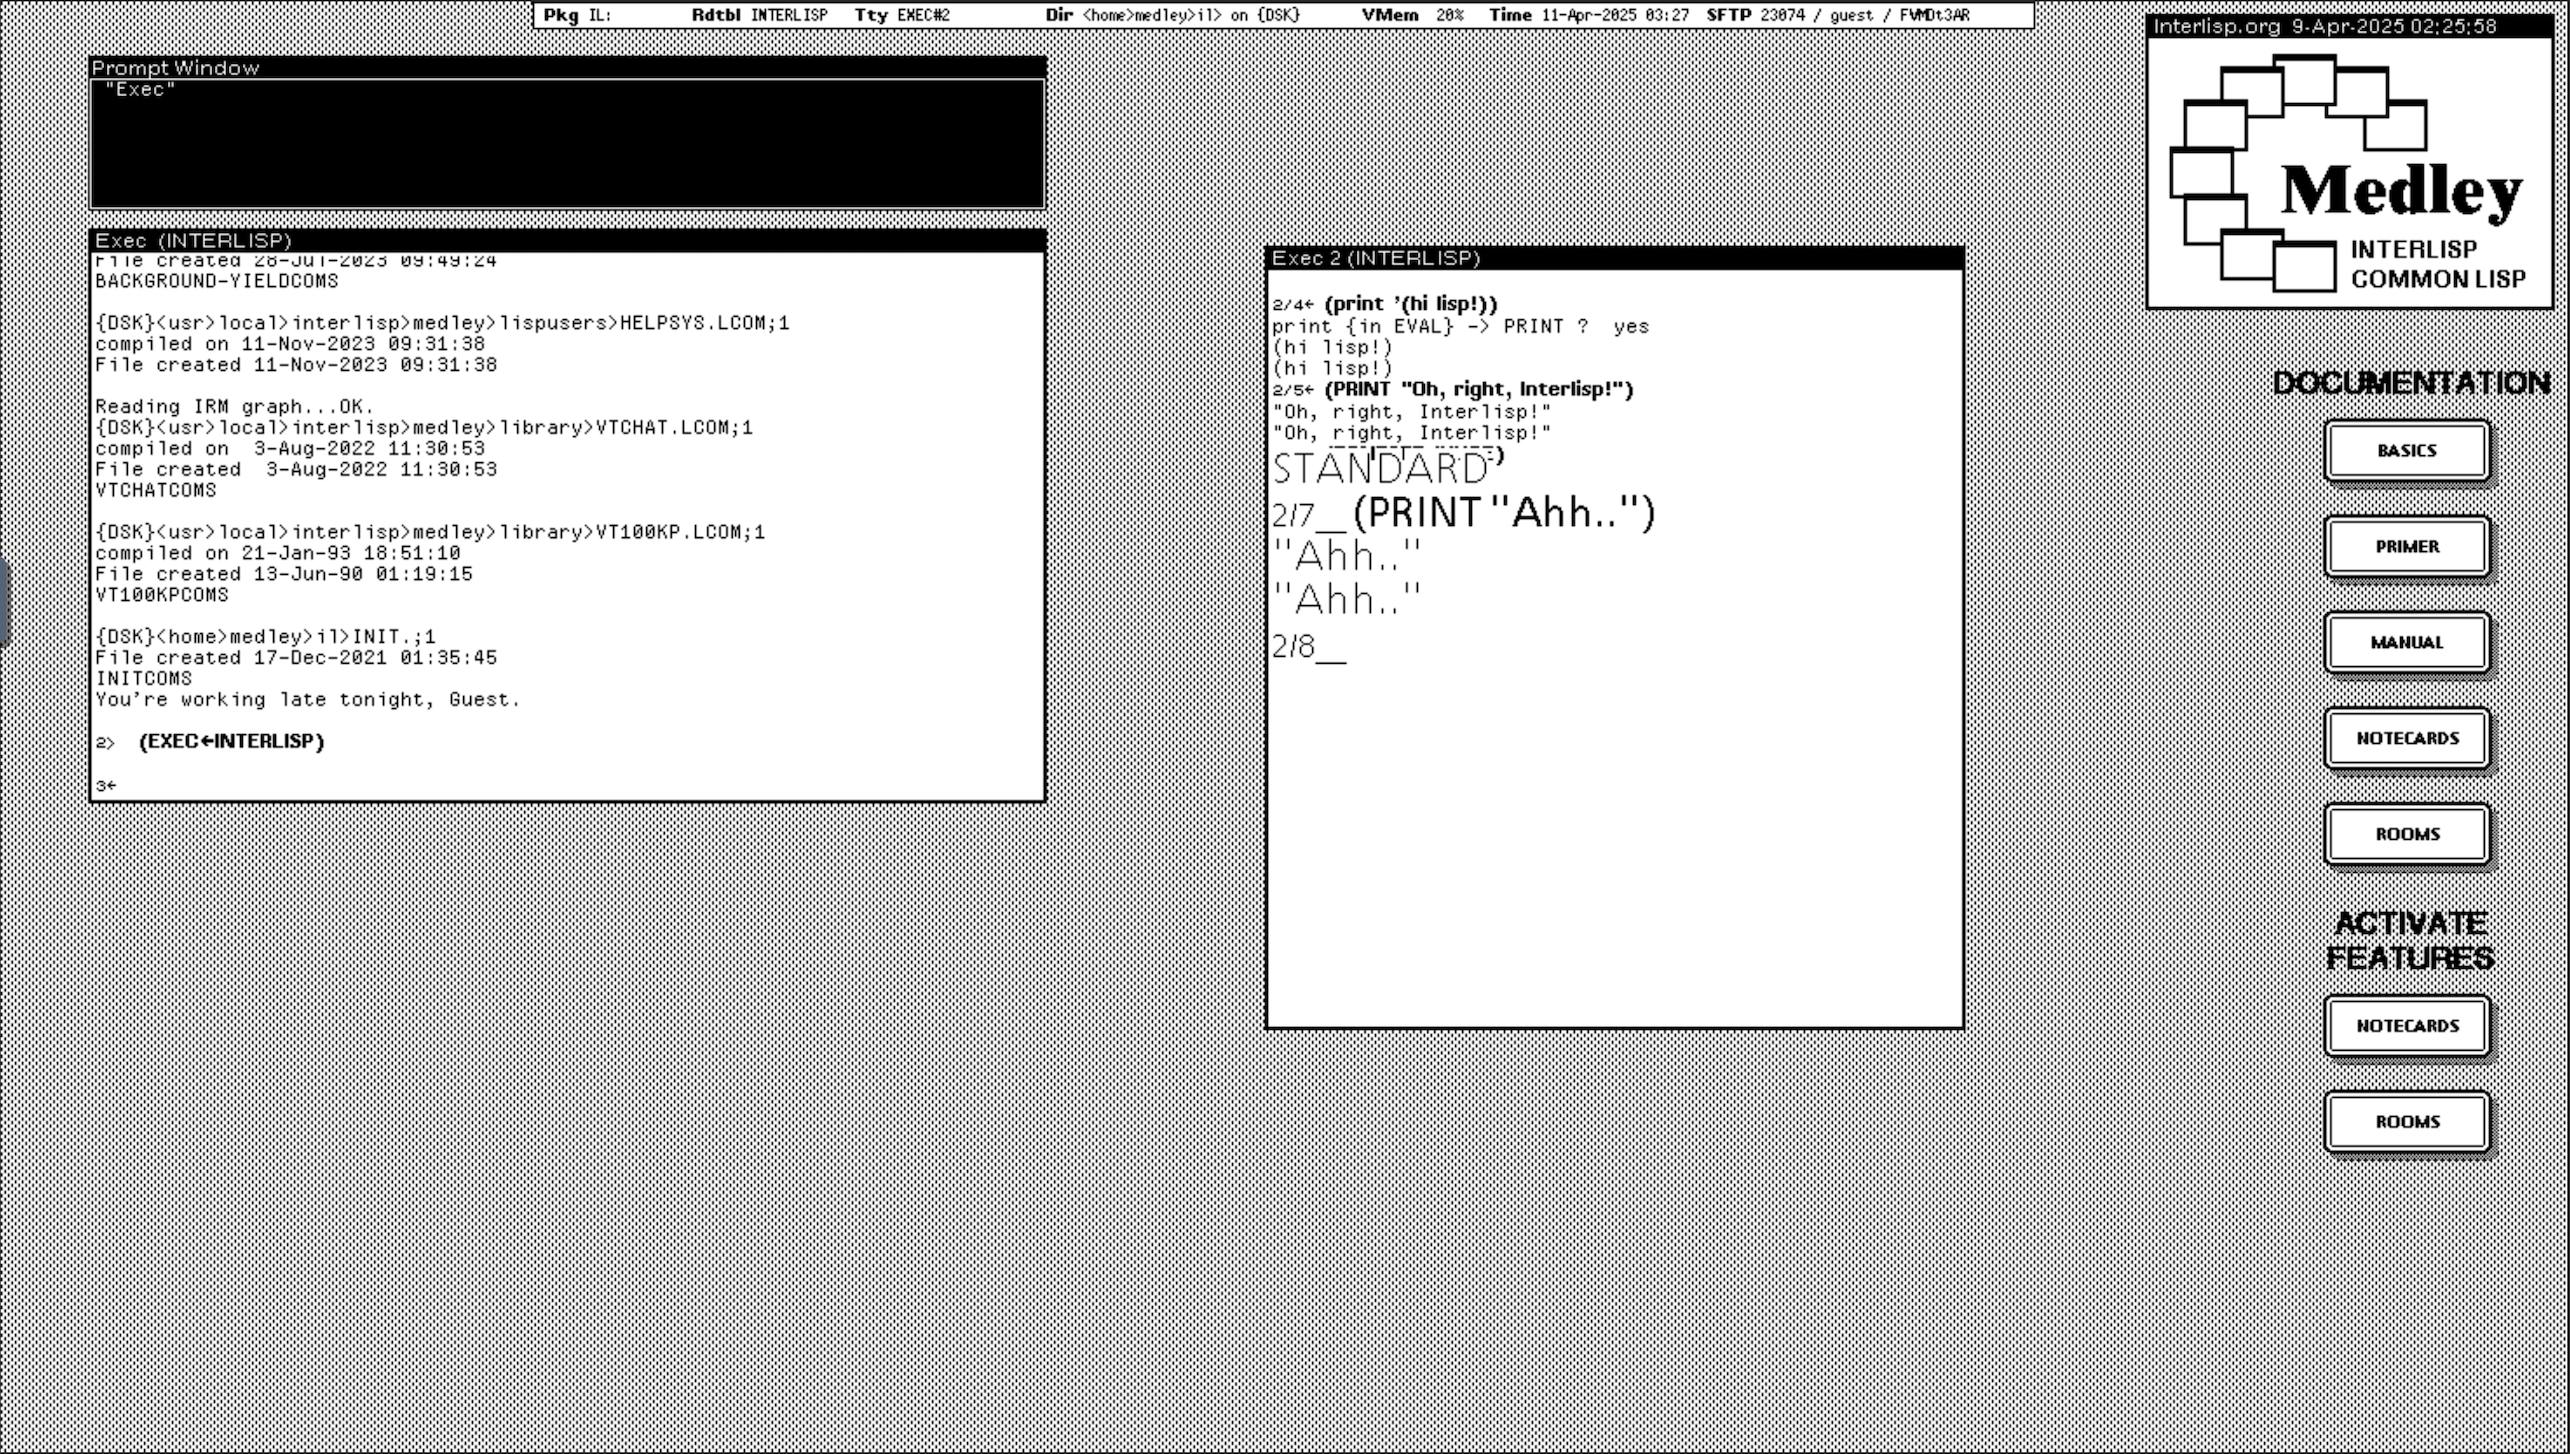 Pkg IL: Rdtbl INTERLISP Tty EXEC#2 Dir <home>medley>il> on {DSK} VMem 20% Time 11-Apr-2025 03:27 SFTP 23074 / guest / FWMDt3AR
Prompt Window
"Exec"
Exec (INTERLISP)
File created 28-Jul-2023 09:49:24
BACKGROUND-YIELDCOMS
{DSK}<usr>local>interlisp>medley>lispusers>HELPSYS.LCOM;1
compiled on 11-Nov-2023 09:31:38
File created 11-Nov-2023 09:31:38
Reading IRM graph...OK.
{DSK}<usr>local>interlisp>medley>library>VTCHAT.LCOM;1
compiled on  3-Aug-2022 11:30:53
File created  3-Aug-2022 11:30:53
VTCHATCOMS
{DSK}<usr>local>interlisp>medley>library>VT100KP.LCOM;1
compiled on 21-Jan-93 18:51:10
File created 13-Jun-90 01:19:15
VT100KPCOMS
{DSK}<home>medley>il>INIT.;1
File created 17-Dec-2021 01:35:45
INITCOMS
You're working late tonight, Guest.
2> (EXEC←INTERLISP)
3←
Exec 2 (INTERLISP)
2/4← (print '(hi lisp!))
print {in EVAL} -> PRINT ?  yes
(hi lisp!)
(hi lisp!)
2/5← (PRINT "Oh, right, Interlisp!")
"Oh, right, Interlisp!"
"Oh, right, Interlisp!"
STANDARD
2/7_ (PRINT "Ahh..")
"Ahh.."
"Ahh.."
2/8_
Interlisp.org 9-Apr-2025 02:25:58
Medley
INTERLISP
COMMON LISP
DOCUMENTATION
BASICS
PRIMER
MANUAL
NOTECARDS
ROOMS
ACTIVATE
FEATURES
NOTECARDS
ROOMS